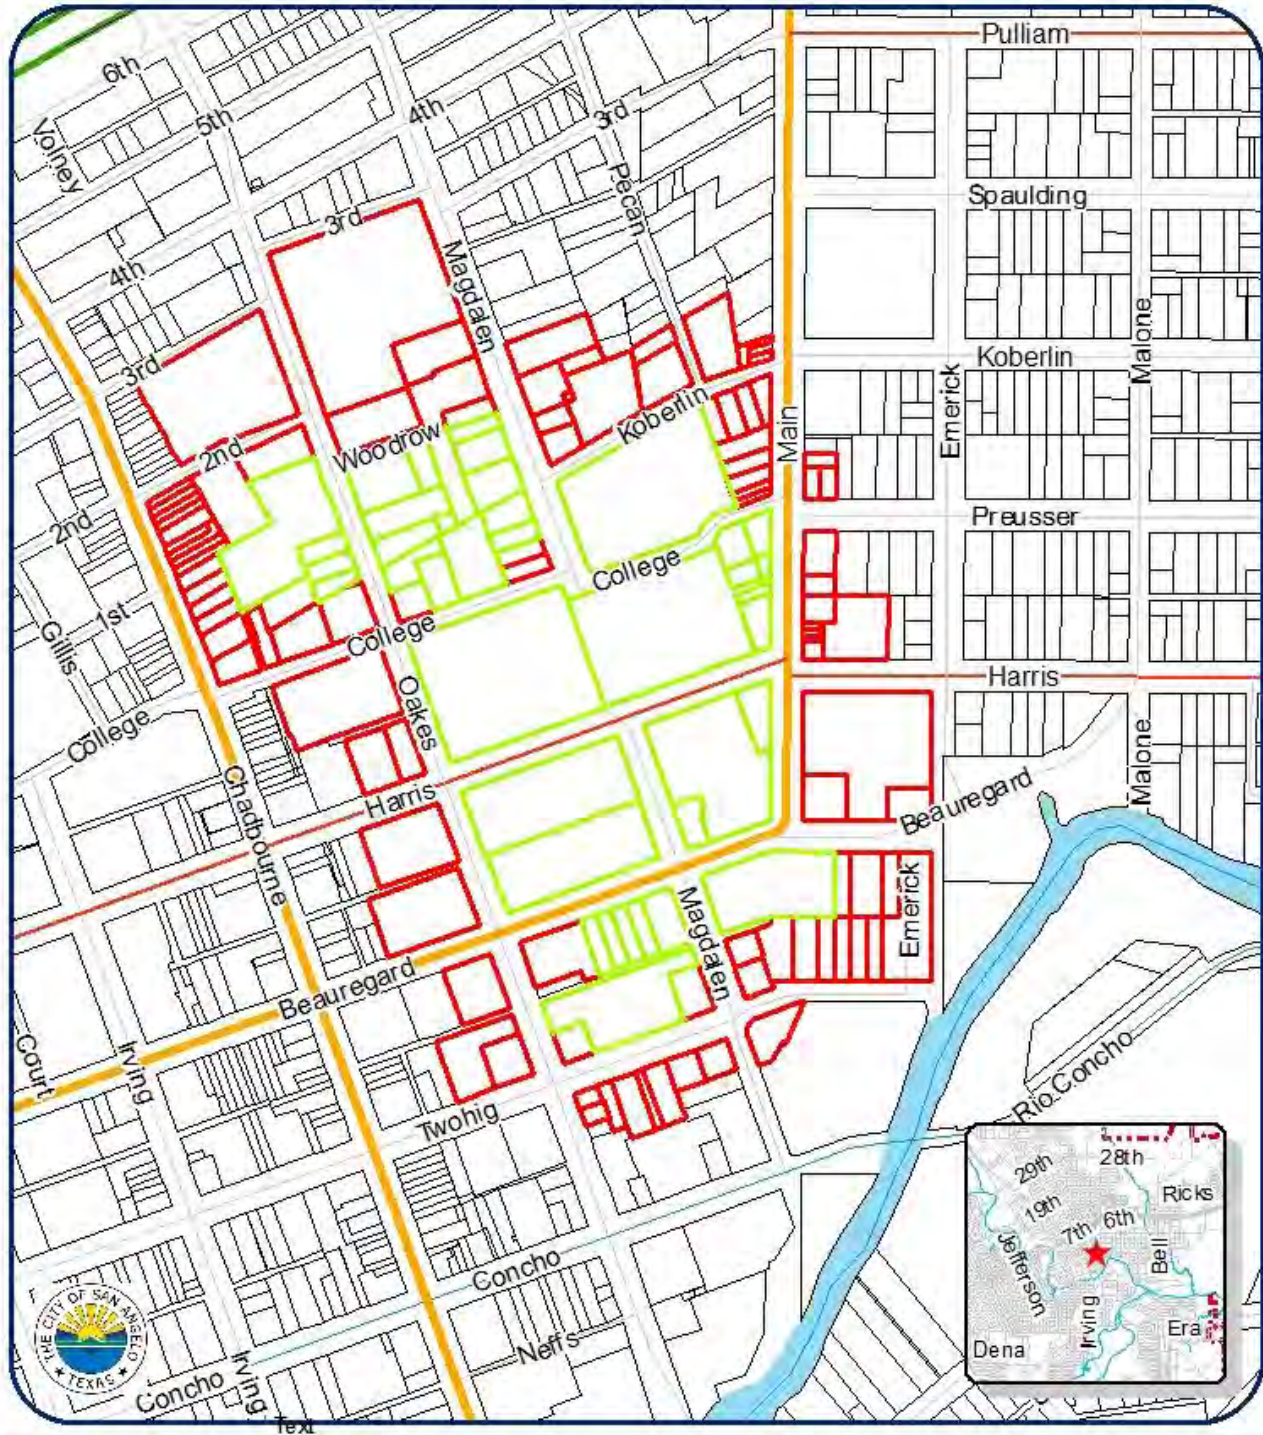 Pulliam
6th
5th
4th
3rd
Volney
Pecan
Spaulding
3rd
Magdalen
4th
Malone
Koberlin
3rd
Emerick
Koberlin
Main
Woodrow
2nd
2nd
Preusser
College
1st
Gillis
College
Harris
Oakes
College
Malone
Chadbourne
Harris
Beauregard
Emerick
Magdalen
Beauregard
Court
Irving
Rio Concho
Twohig
29th
28th
Ricks
19th
6th
7th
Jefferson
Bell
Irving
Era
Dena
Concho
THE CITY OF SAN ANGELO
TEXAS
Neff's
Irving
Concho
Text